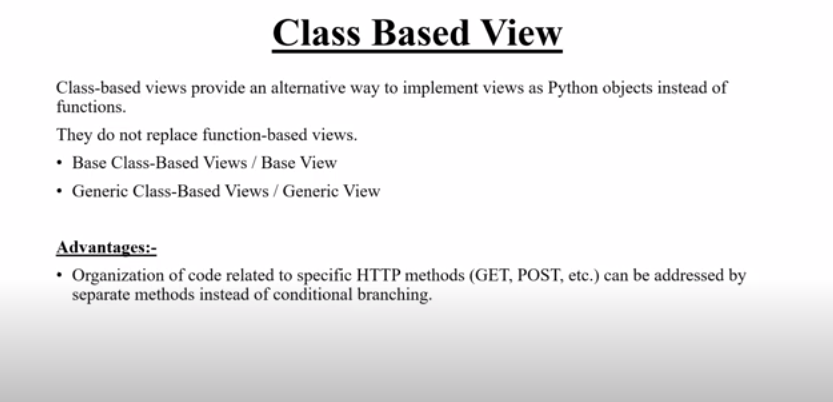 Class Based View
Class-based views provide an alternative way to implement views as Python objects instead of
functions.
They do not replace function-based views.
• Base Class-Based Views / Base View
• Generic Class-Based Views / Generic View
Advantages:-
• Organization of code related to specific HTTP methods (GET, POST, etc.) can be addressed by
separate methods instead of conditional branching.